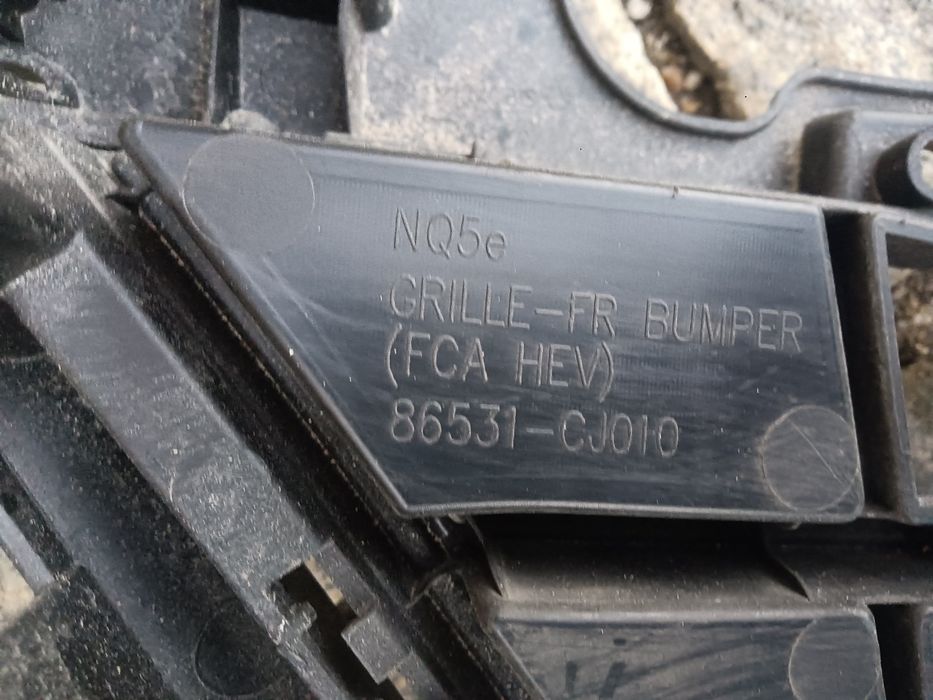 NQ5e
GRILLE-FR BUMPER
(FCA HEV)
86531-CJ010